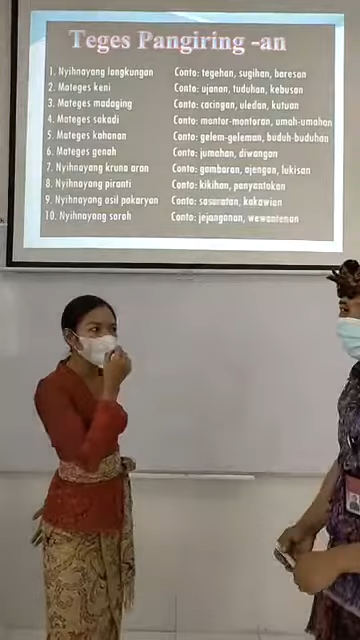 Teges Pangiring -an
1. Nyihnayang langkungan Conto: tegehan, sugihan, baresan
2. Mateges keni Conto: ujanan, tuduhan, kebusan
3. Mateges madaging Conto: cacingan, uledan, kutuan
4. Mateges sakadi Conto: montor-montoran, umah-umahan
5. Mateges kahanan Conto: gelem-geleman, buduh-buduhan
6. Mateges genah Conto: jumahan, diwangan
7. Nyihnayang kruna aran Conto: gambaran, ajengan, lukisan
8. Nyihnayang piranti Conto: kikihan, panyantokan
9. Nyihnayang asil pakaryan Conto: sasuratan, kakawian
10. Nyihnayang soroh Conto: jejanganan, wewantenan